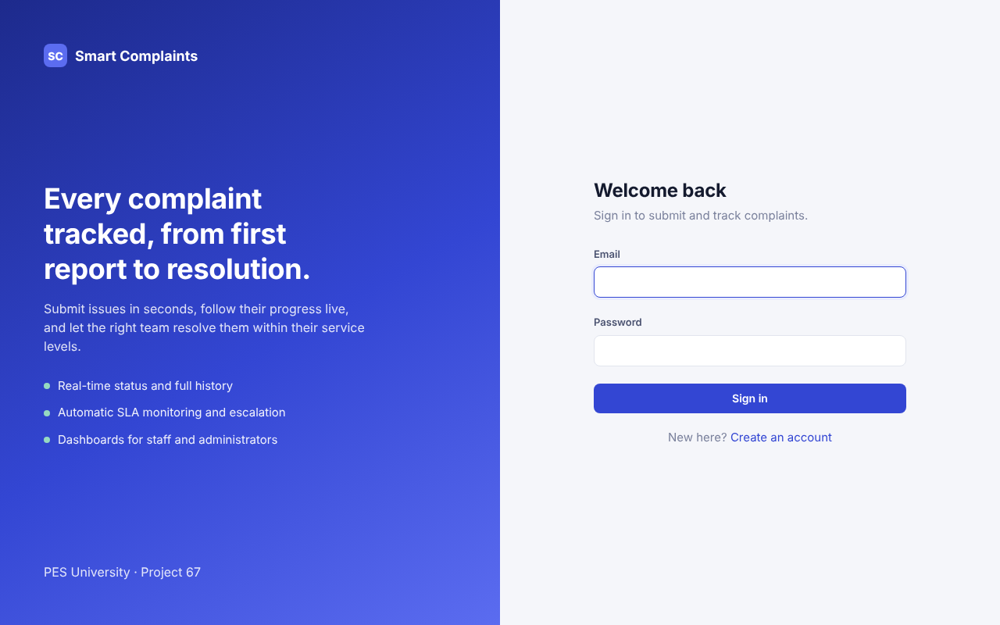 SC
Smart Complaints
Every complaint
tracked, from first
report to resolution.
Submit issues in seconds, follow their progress live,
and let the right team resolve them within their service
levels.
Real-time status and full history
Automatic SLA monitoring and escalation
Dashboards for staff and administrators
PES University · Project 67
Welcome back
Sign in to submit and track complaints.
Email
Password
Sign in
New here? Create an account